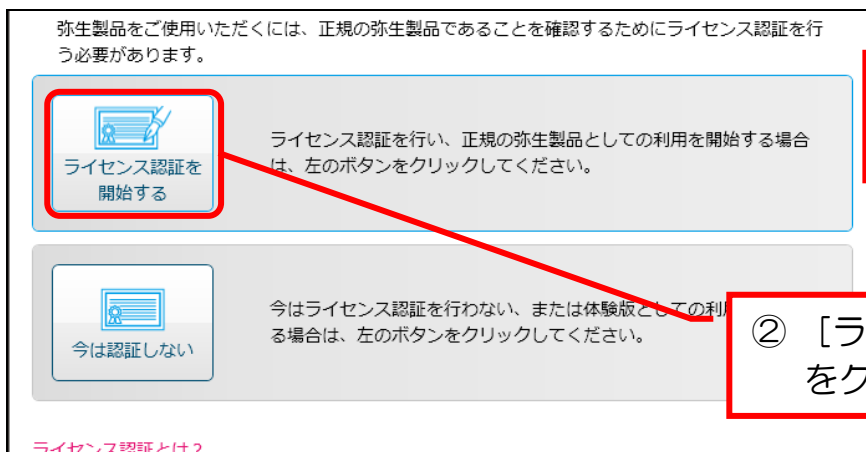 弥生製品をご使用いただくには、正規の弥生製品であることを確認するためにライセンス認証を行
う必要があります。
ライセンス認証を
開始する
ライセンス認証を行い、正規の弥生製品としての利用を開始する場合
は、左のボタンをクリックしてください。
今は認証しない
今はライセンス認証を行わない、または体験版としての利
る場合は、左のボタンをクリックしてください。
② [ラ
をク
ライセンス認証とは？